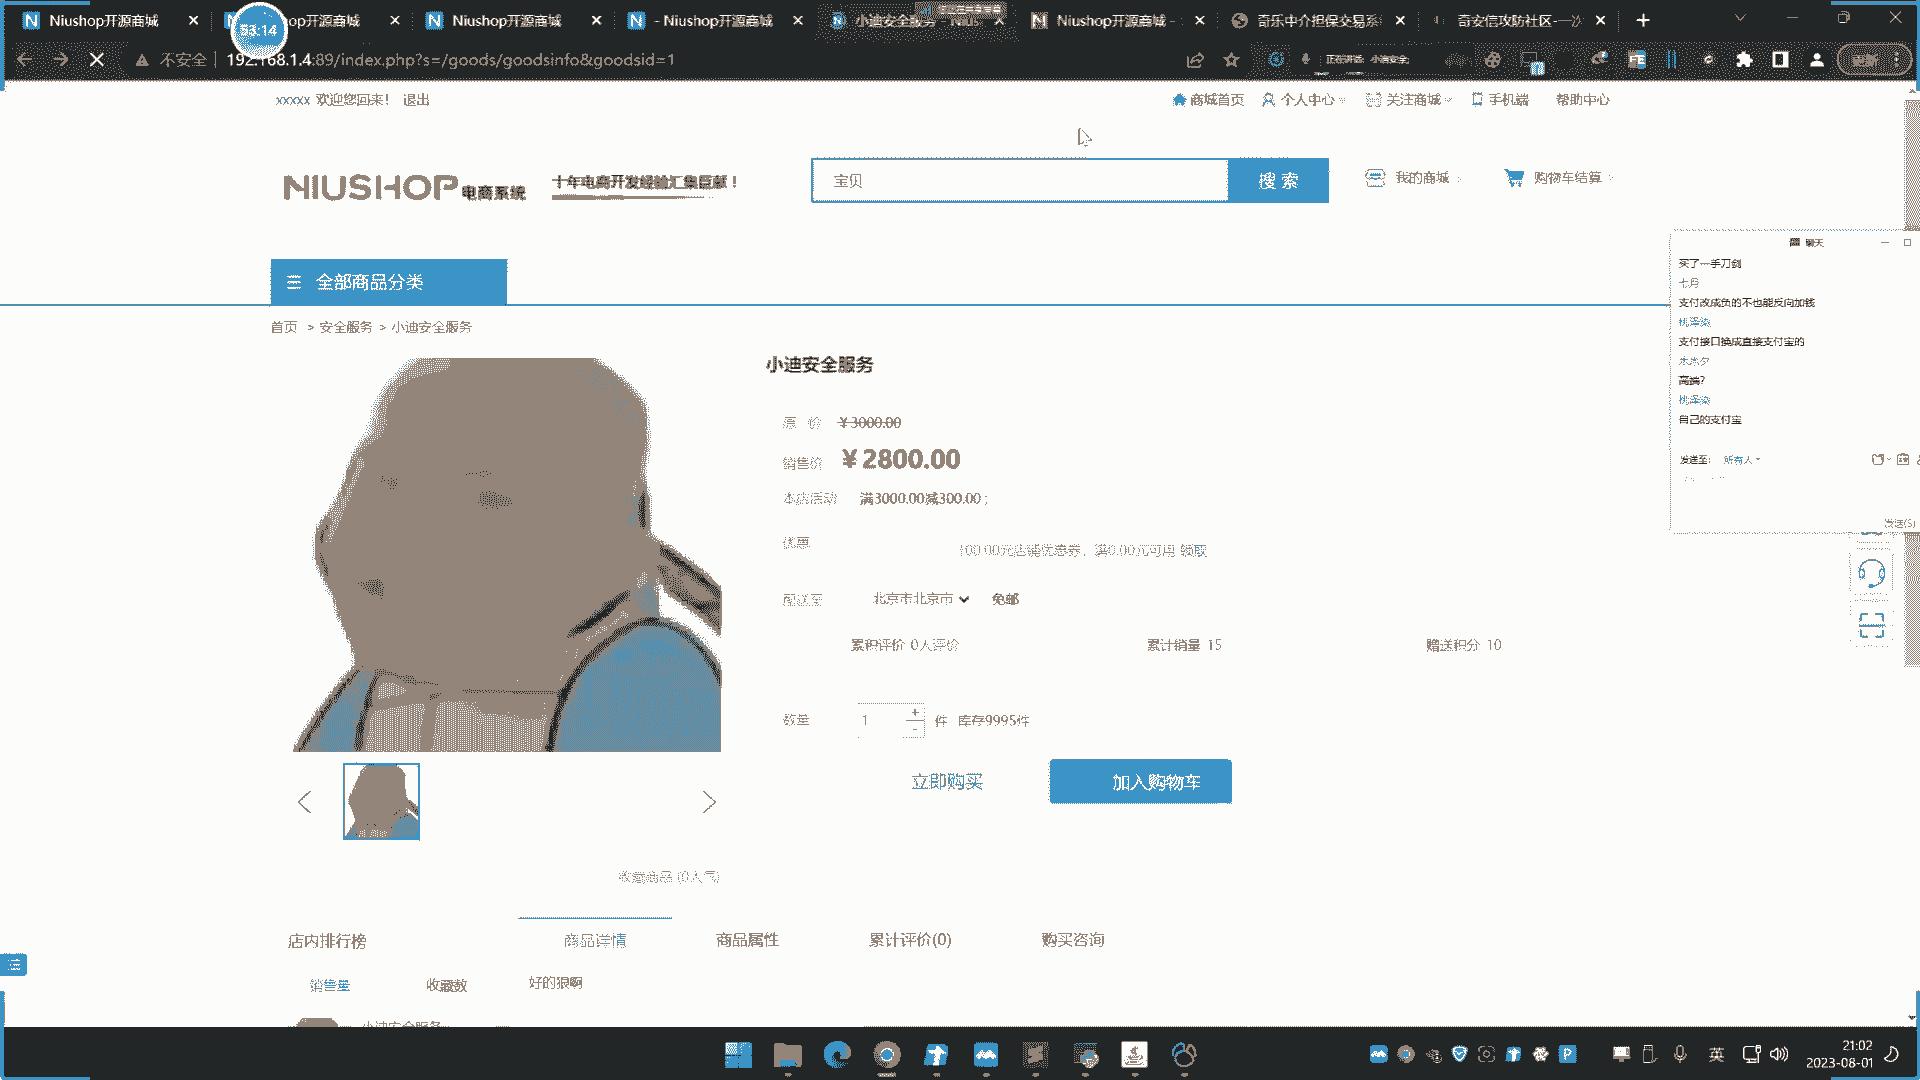 Niushop开源商城
op开源商城
Niushop开源商城
- Niushop开源商城
小迪安全服务 - Nius
Niushop开源商城 -
奇乐中介担保交易系
奇安信攻防社区-一次
53:14
不安全
192.168.1.4:89/index.php?s=/goods/goodsinfo&goodsid=1
正在讲话: 小迪安全;
xxxxx 欢迎您回来! 退出
商城首页
个人中心
关注商城
手机端
帮助中心
NIUSHOP 电商系统
十年电商开发经验汇集巨献!
宝贝
搜索
我的商城
购物车结算
全部商品分类
首页 > 安全服务 > 小迪安全服务
小迪安全服务
原 价 ¥3000.00
销售价 ¥2800.00
本店活动 满3000.00减300.00;
优惠 100.00元店铺优惠券, 满0.00元可用 领取
配送至 北京市北京市 免邮
累积评价 0人评价
累计销量 15
赠送积分 10
数量 1 + - 件 库存9995件
立即购买
加入购物车
收藏商品 (0人气)
店内排行榜
商品详情
商品属性
累计评价(0)
购买咨询
销售量
收藏数
好的狠啊
小迪安全服务
聊天
买了一手刀剑
七月
支付改成负的不也能反向加钱
桃泽染
支付接口换成直接支付宝的
木木夕
高端?
桃泽染
自己的支付宝
发送至: 所有人
发送(S)
英
21:02
2023-08-01